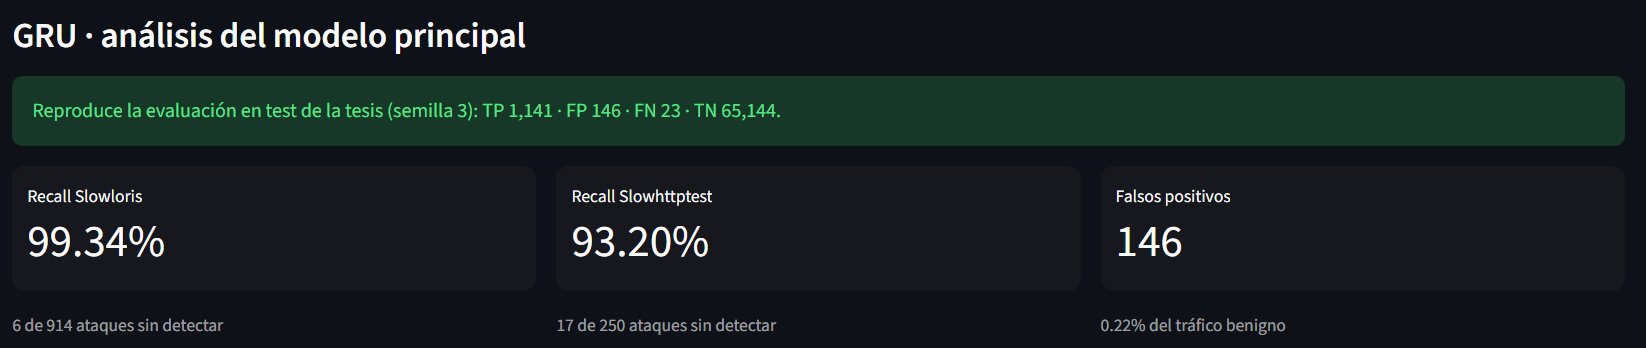 GRU · análisis del modelo principal
Reproduce la evaluación en test de la tesis (semilla 3): TP 1,141 · FP 146 · FN 23 · TN 65,144.
Recall Slowloris
99.34%
6 de 914 ataques sin detectar
Recall Slowhttptest
93.20%
17 de 250 ataques sin detectar
Falsos positivos
146
0.22% del tráfico benigno